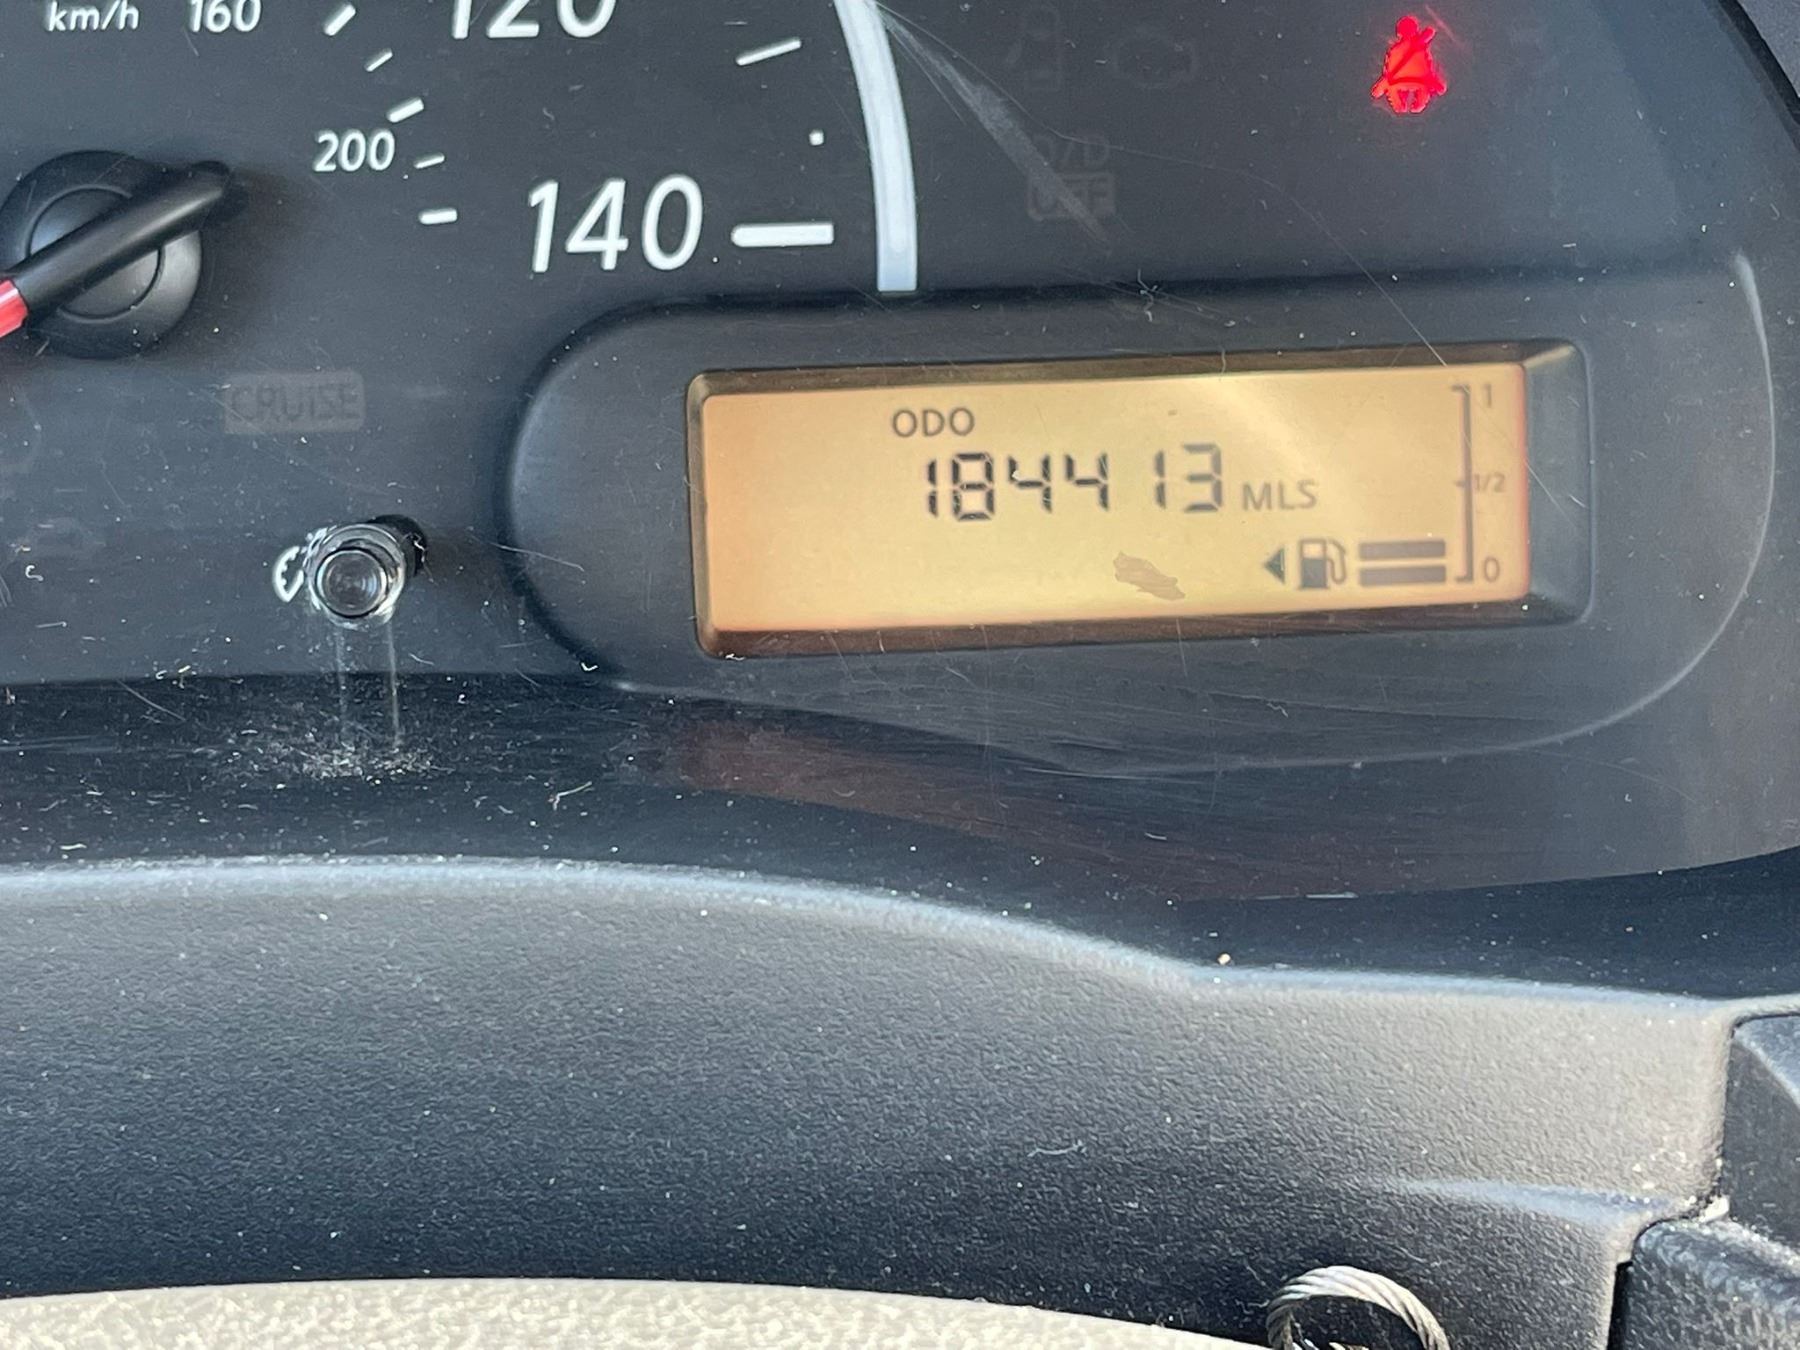 km/h 160 120
200
140
O/D
OFF
CRUISE
ODO
184413 MLS
1
1/2
0